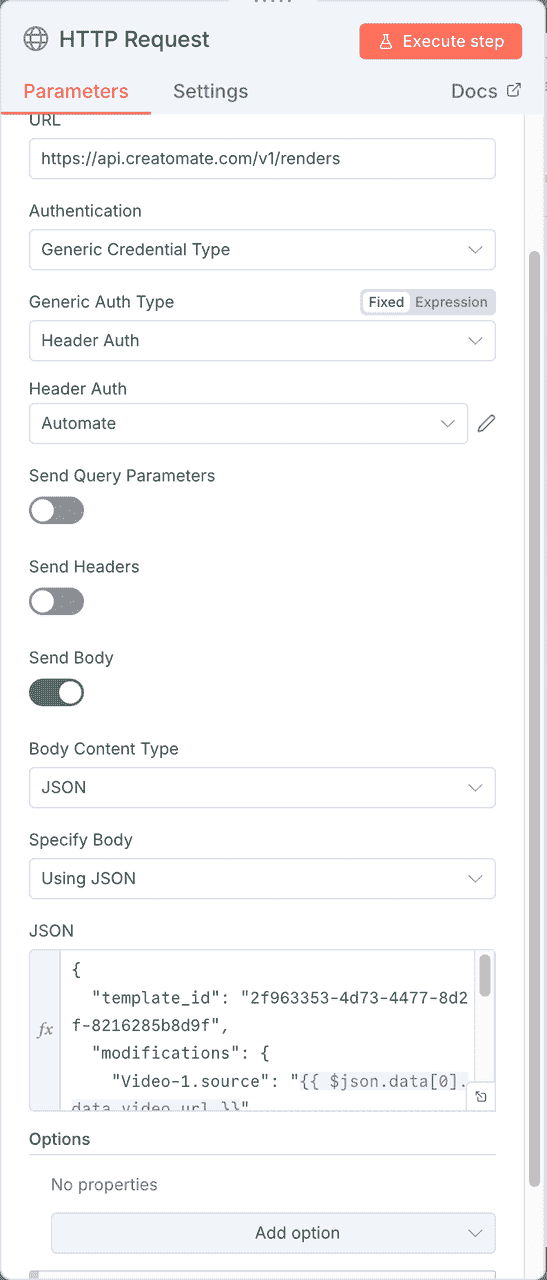 HTTP Request
Execute step
Parameters
Settings
Docs
URL
https://api.creatomate.com/v1/renders
Authentication
Generic Credential Type
Generic Auth Type
Fixed
Expression
Header Auth
Header Auth
Automate
Send Query Parameters
Send Headers
Send Body
Body Content Type
JSON
Specify Body
Using JSON
JSON
fx
{
"template_id": "2f963353-4d73-4477-8d2
f-8216285b8d9f",
"modifications": {
"Video-1.source": "{{ $json.data[0].
data.video_url }}"
Options
No properties
Add option